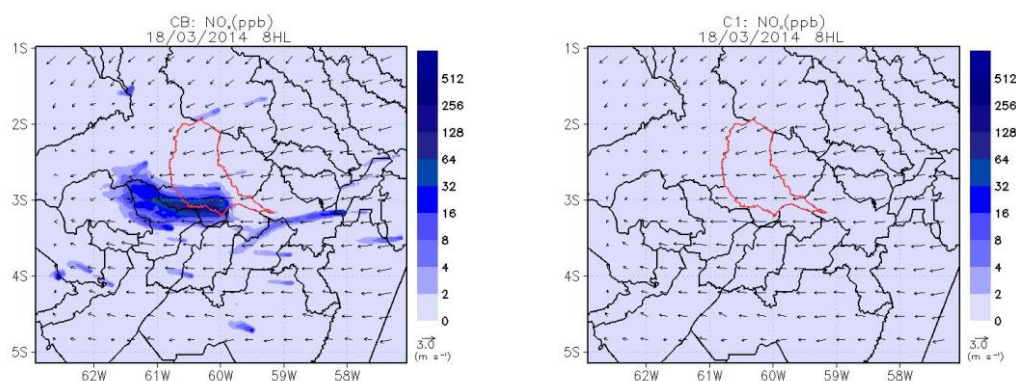 CB: NOₓ(ppb)
18/03/2014 8HL
1S
2S
3S
4S
5S
62W 61W 60W 59W 58W
512
256
128
64
32
16
8
4
2
0
3.0
(m s⁻¹)
C1: NOₓ(ppb)
18/03/2014 8HL
1S
2S
3S
4S
5S
62W 61W 60W 59W 58W
512
256
128
64
32
16
8
4
2
0
3.0
(m s⁻¹)